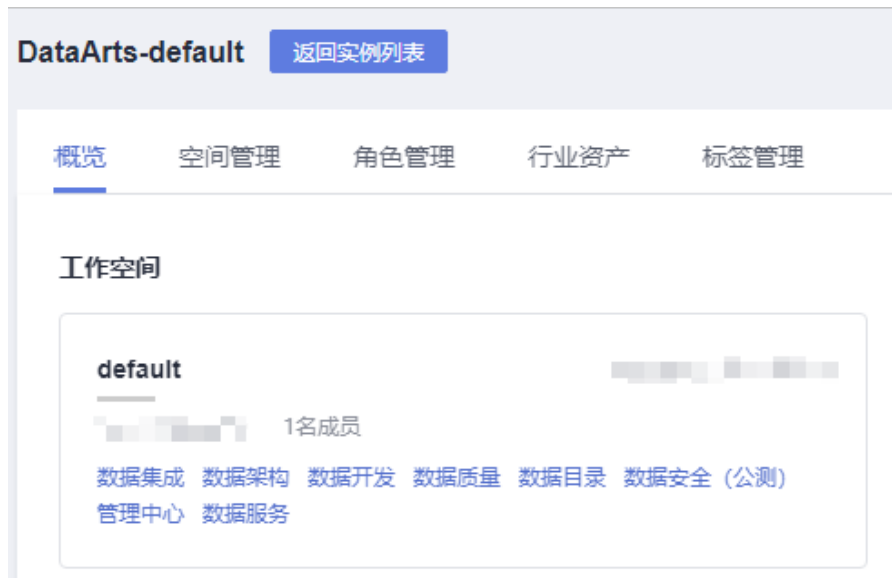 DataArts-default 返回实例列表
概览 空间管理 角色管理 行业资产 标签管理
工作空间
default
1名成员
数据集成 数据架构 数据开发 数据质量 数据目录 数据安全（公测）
管理中心 数据服务